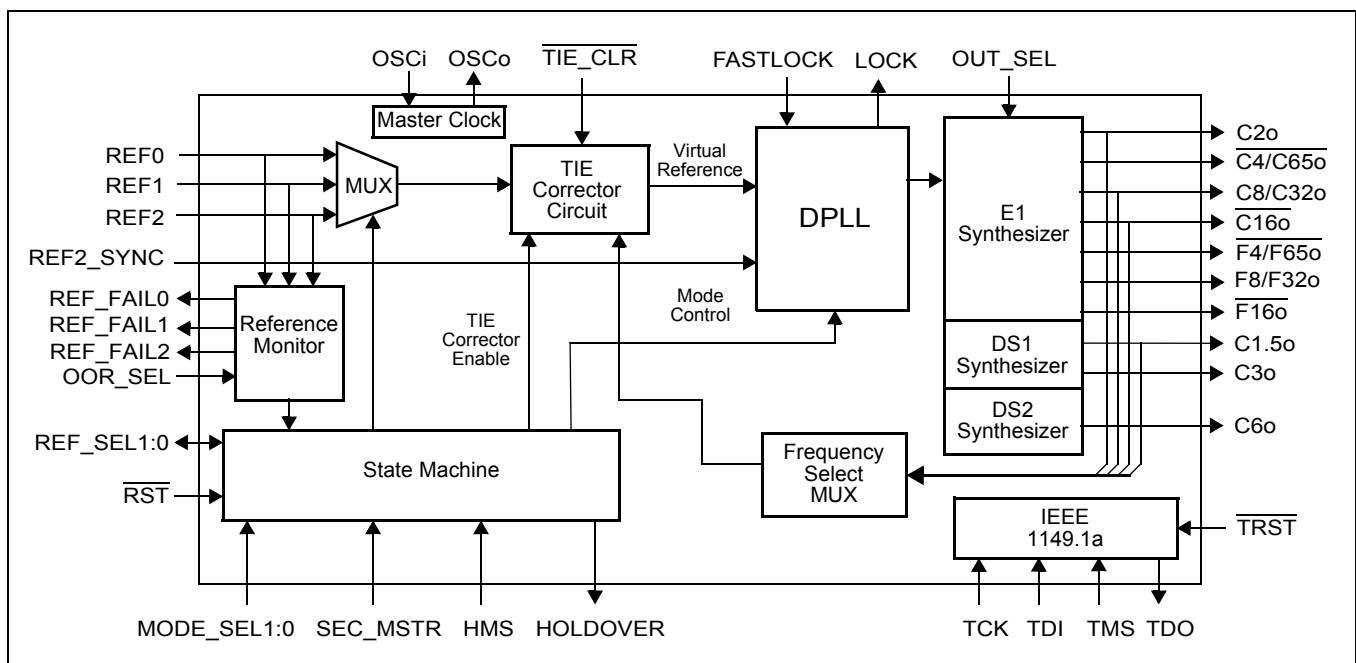 OSCi
OSCo
TIE_CLR
FASTLOCK
LOCK
OUT_SEL
Master Clock
REF0
REF1
REF2
REF2_SYNC
MUX
TIE
Corrector
Circuit
Virtual
Reference
DPLL
E1
Synthesizer
DS1
Synthesizer
DS2
Synthesizer
C2o
C4/C65o
C8/C32o
C16o
F4/F65o
F8/F32o
F16o
C1.5o
C3o
C6o
REF_FAIL0
REF_FAIL1
REF_FAIL2
OOR_SEL
Reference
Monitor
TIE
Corrector
Enable
Mode
Control
REF_SEL1:0
RST
State Machine
Frequency
Select
MUX
IEEE
1149.1a
TRST
MODE_SEL1:0
SEC_MSTR
HMS
HOLDOVER
TCK
TDI
TMS
TDO